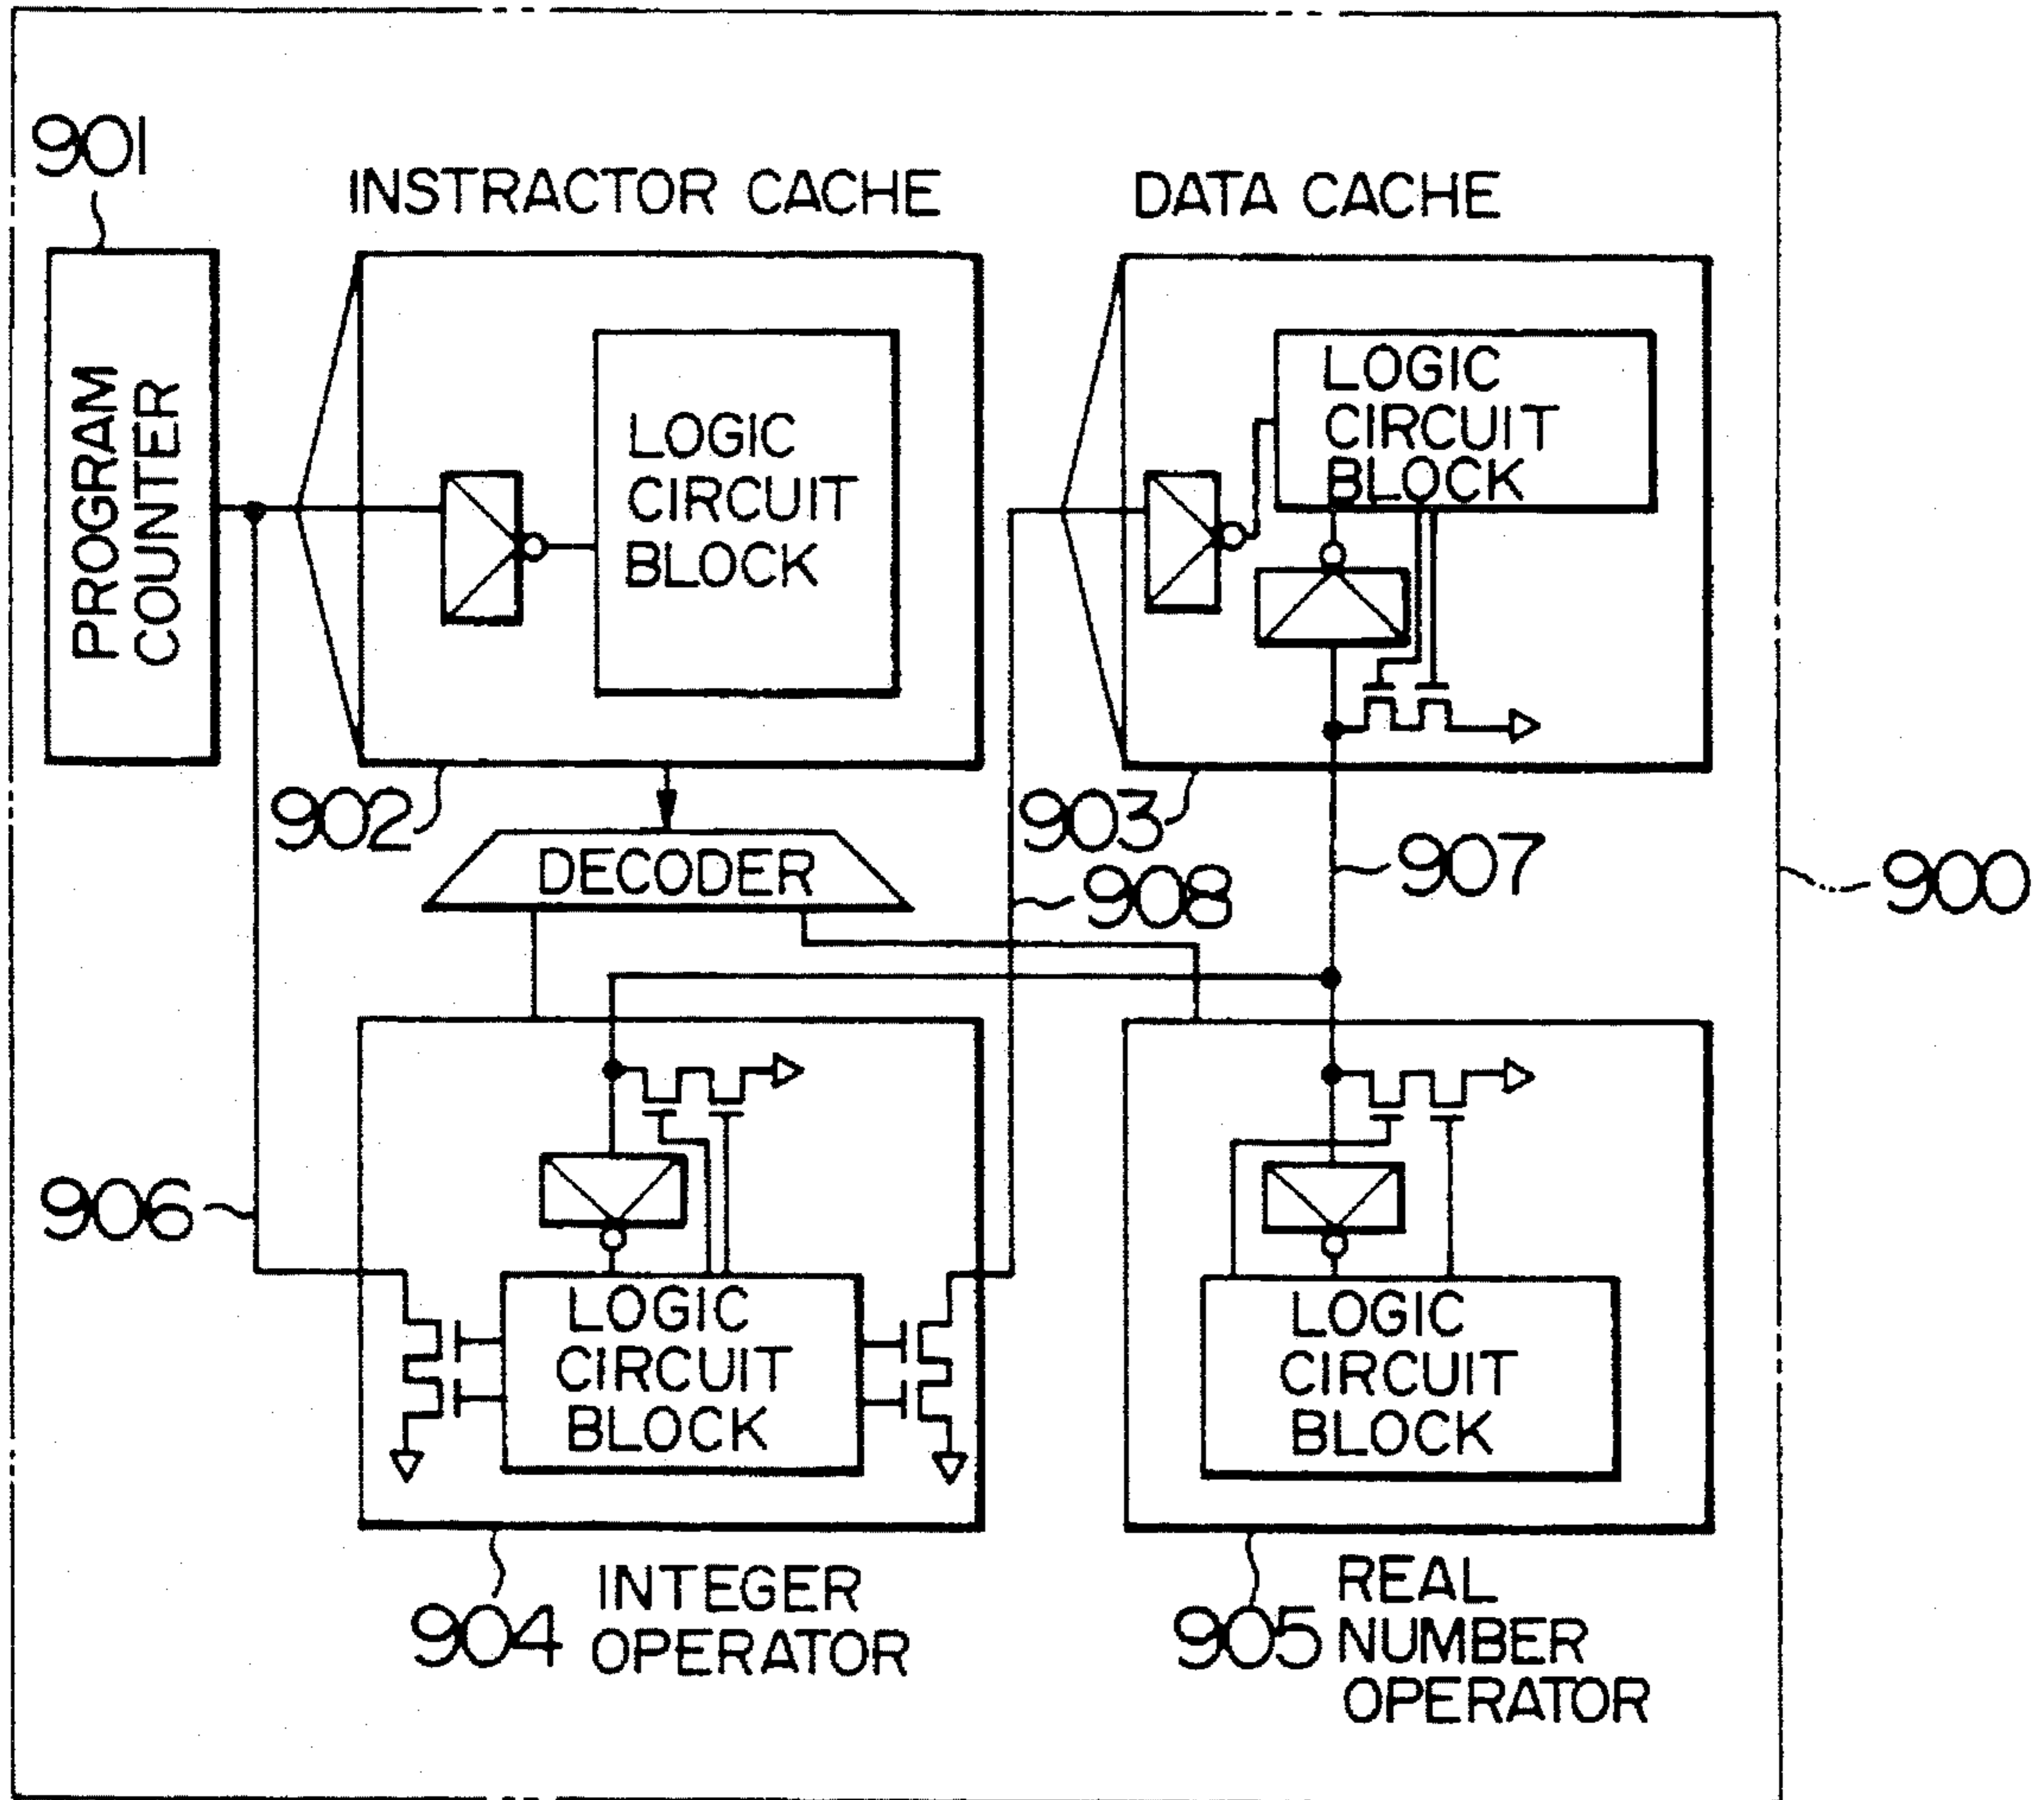 901
INSTRACTOR CACHE
DATA CACHE
PROGRAM
COUNTER
LOGIC
CIRCUIT
BLOCK
LOGIC
CIRCUIT
BLOCK
902
903
DECODER
908
907
900
906
LOGIC
CIRCUIT
BLOCK
LOGIC
CIRCUIT
BLOCK
904
INTEGER
OPERATOR
905
REAL
NUMBER
OPERATOR